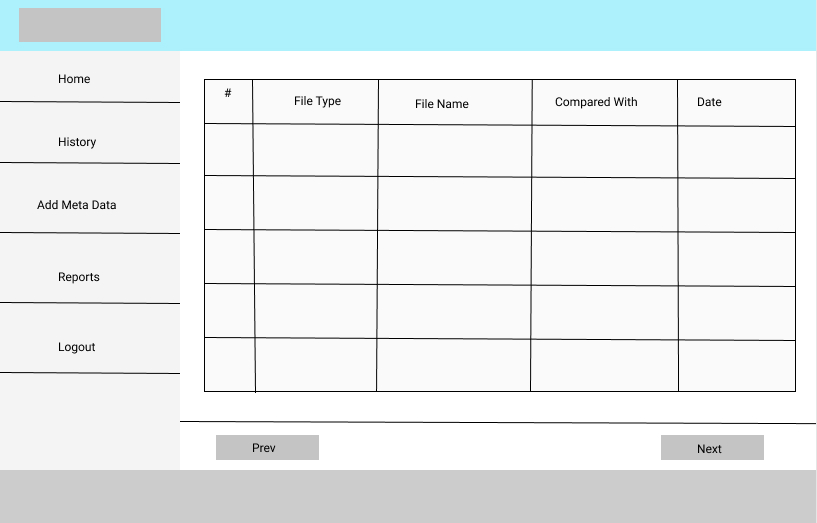 Home
History
Add Meta Data
Reports
Logout
# File Type File Name Compared With Date
Prev Next